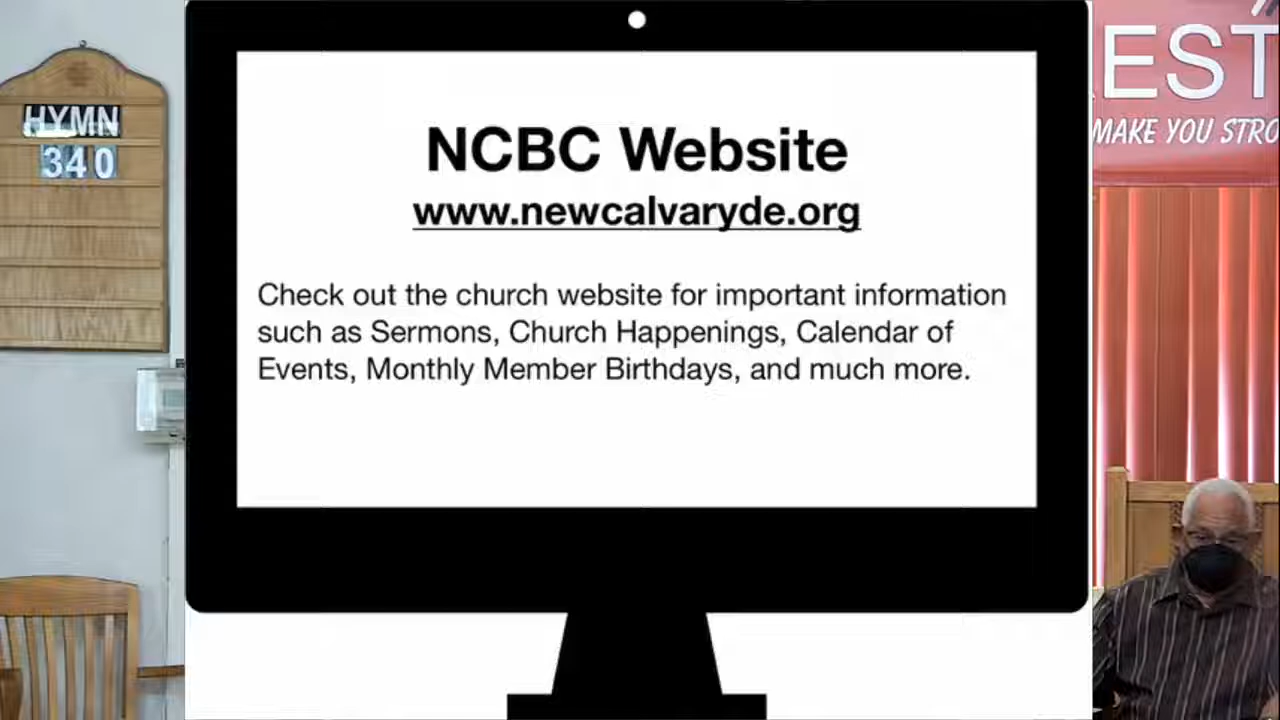 HYMN
340
NCBC Website
www.newcalvaryde.org
Check out the church website for important information
such as Sermons, Church Happenings, Calendar of
Events, Monthly Member Birthdays, and much more.
EST
MAKE YOU STRO